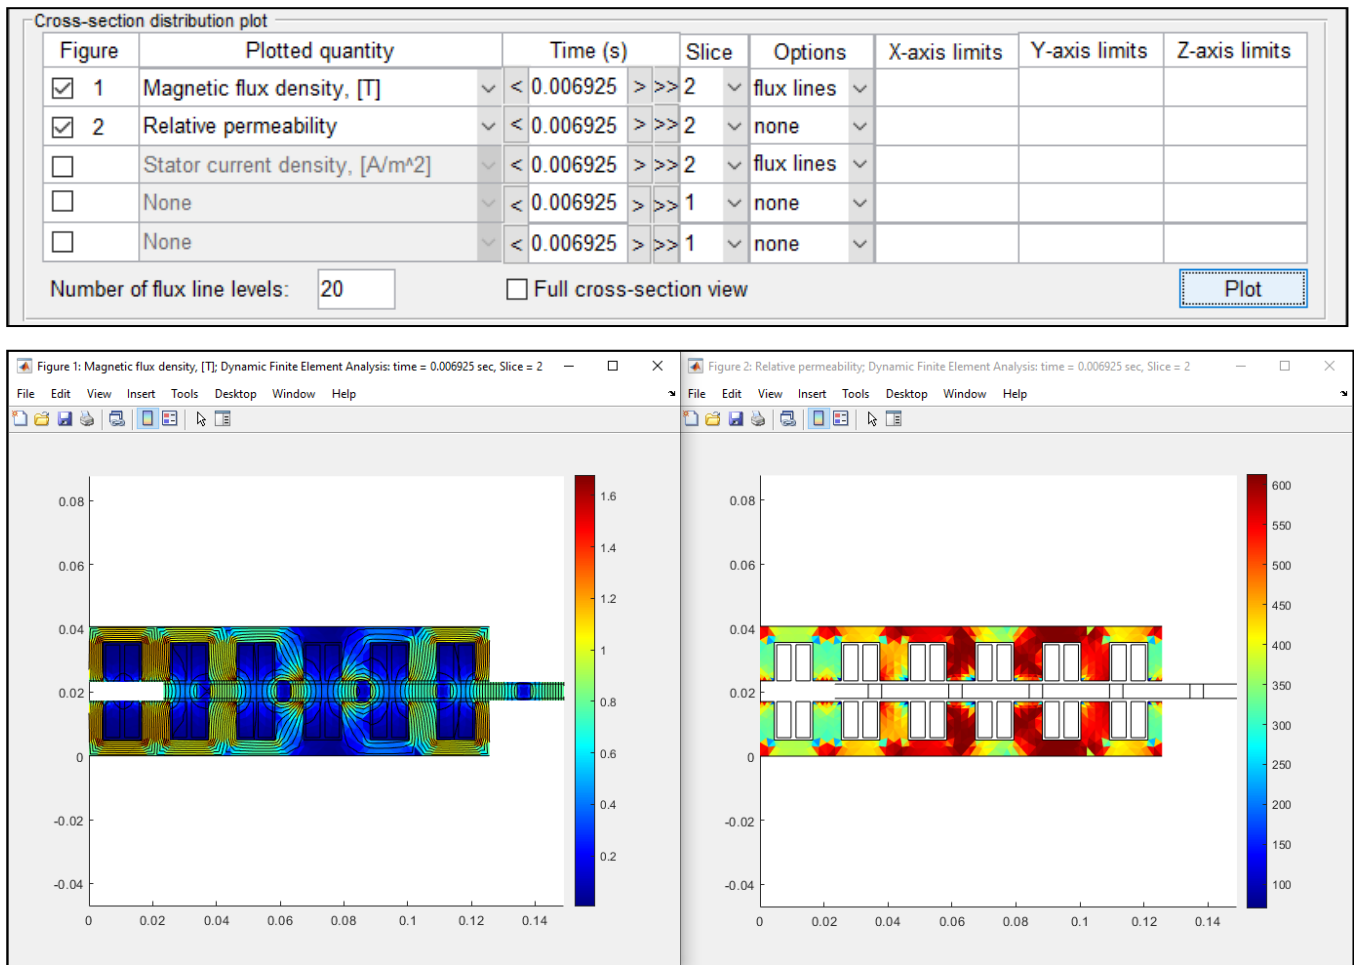 Cross-section distribution plot
Figure Plotted quantity Time (s) Slice Options X-axis limits Y-axis limits Z-axis limits
1 Magnetic flux density, [T] < 0.006925 > >> 2 flux lines
2 Relative permeability < 0.006925 > >> 2 none
Stator current density, [A/m^2] < 0.006925 > >> 2 flux lines
None < 0.006925 > >> 1 none
None < 0.006925 > >> 1 none
Number of flux line levels: 20 Full cross-section view Plot
Figure 1: Magnetic flux density, [T]; Dynamic Finite Element Analysis: time = 0.006925 sec, Slice = 2
File Edit View Insert Tools Desktop Window Help
0.08
0.06
0.04
0.02
0
-0.02
-0.04
0 0.02 0.04 0.06 0.08 0.1 0.12 0.14
1.6
1.4
1.2
1
0.8
0.6
0.4
0.2
Figure 2: Relative permeability; Dynamic Finite Element Analysis: time = 0.006925 sec, Slice = 2
File Edit View Insert Tools Desktop Window Help
0.08
0.06
0.04
0.02
0
-0.02
-0.04
0 0.02 0.04 0.06 0.08 0.1 0.12 0.14
600
550
500
450
400
350
300
250
200
150
100